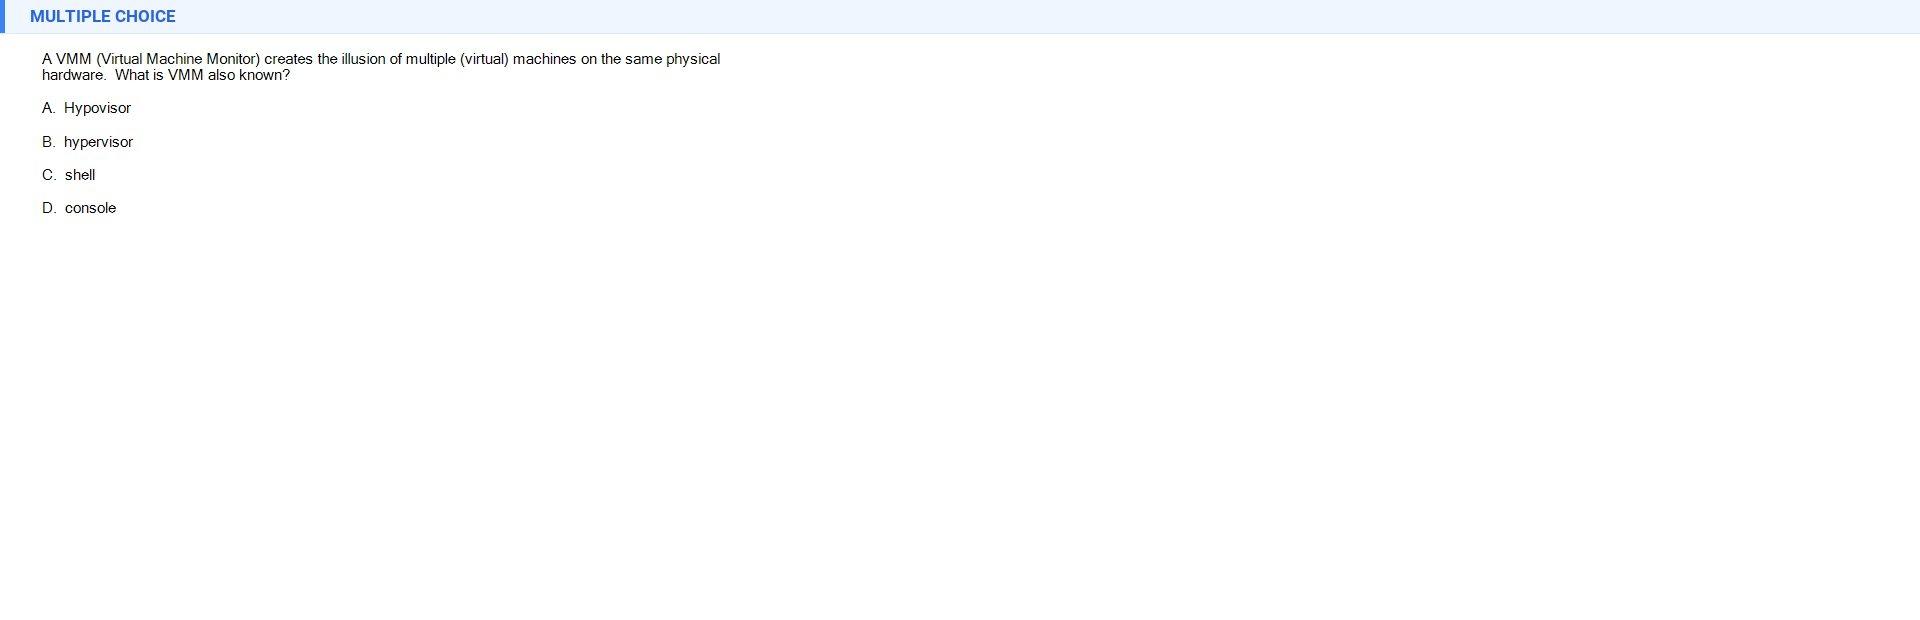 MULTIPLE CHOICE
A VMM (Virtual Machine Monitor) creates the illusion of multiple (virtual) machines on the same physical
hardware.  What is VMM also known?
A.  Hypovisor
B.  hypervisor
C.  shell
D.  console